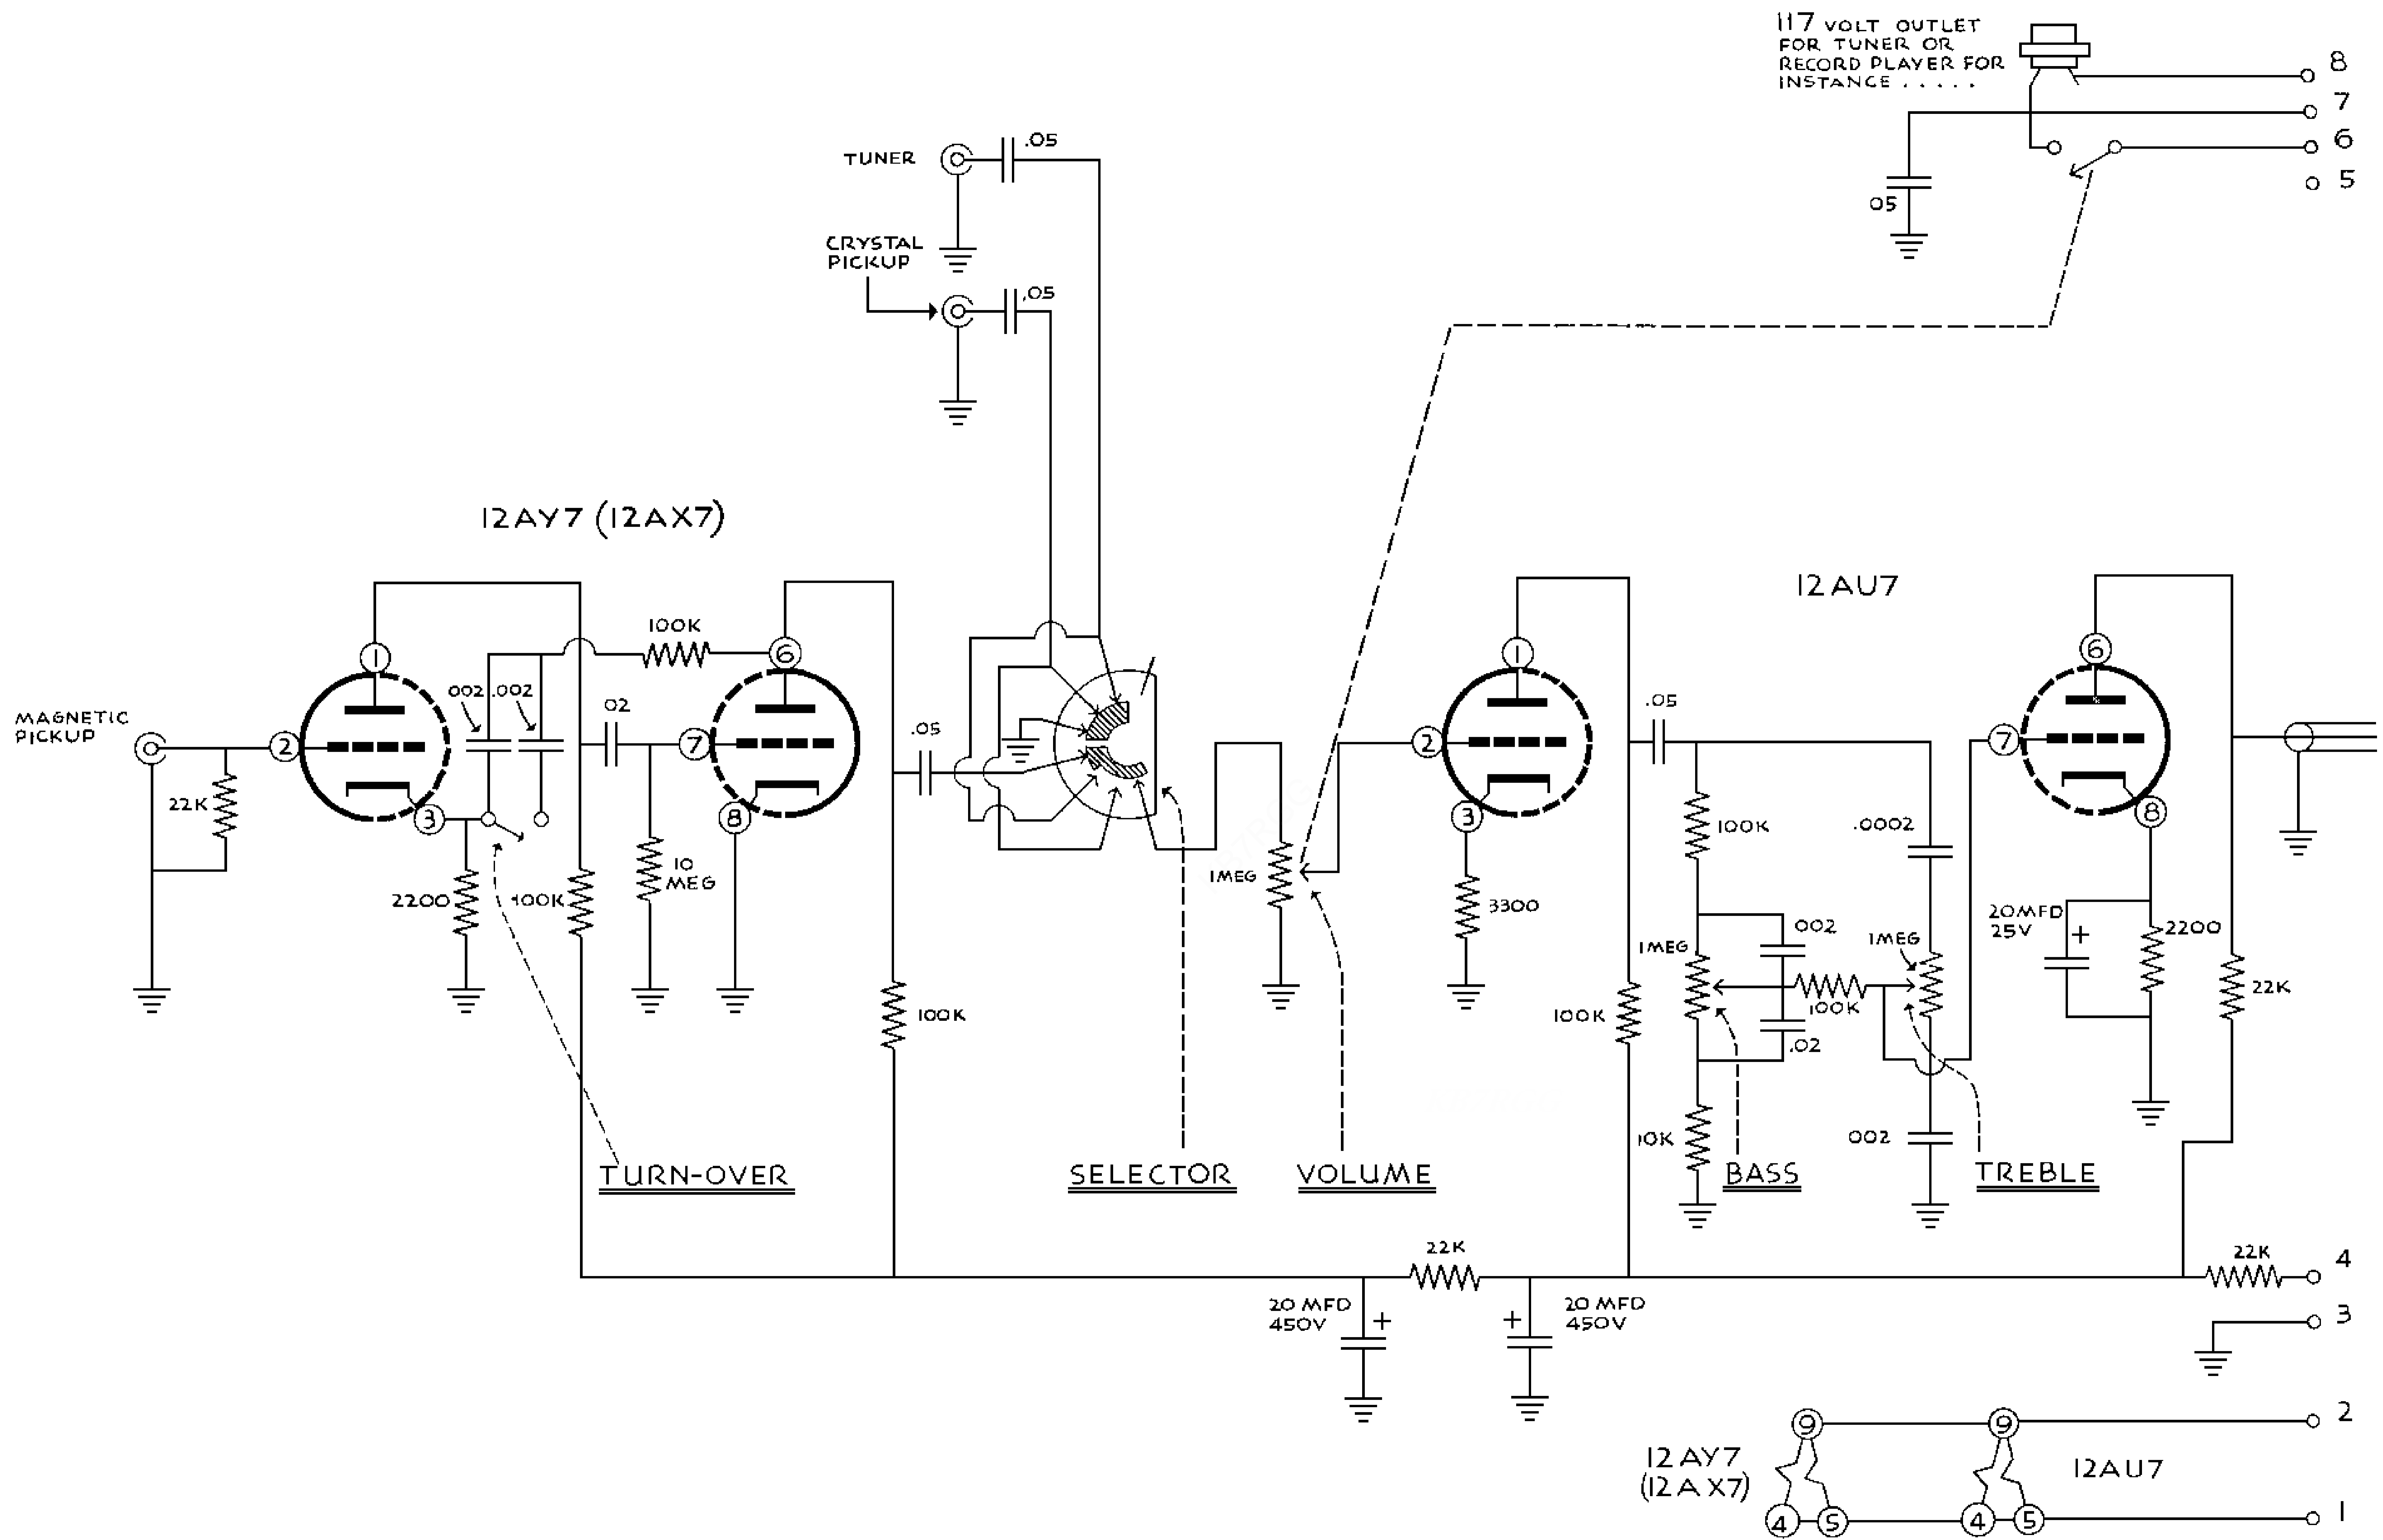 117 VOLT OUTLET
FOR TUNER OR
RECORD PLAYER FOR
INSTANCE . . . . .
8
7
6
5
05
TUNER
.05
CRYSTAL
PICKUP
.05
12AY7 (12AX7)
12AU7
MAGNETIC
PICKUP
22K
1
2
3
002 .002
02
100K
6
7
8
2200
100K
10
MEG
.05
100K
1MEG
1
2
3
3300
.05
100K
100K
1MEG
002
100K
.02
10K
.0002
1MEG
002
6
7
8
20MFD
25V
+
2200
22K
TURN-OVER
SELECTOR
VOLUME
BASS
TREBLE
22K
20 MFD
450V
+
+
20 MFD
450V
22K
4
3
2
1
12AY7
(12AX7)
9
4
5
9
4
5
12AU7